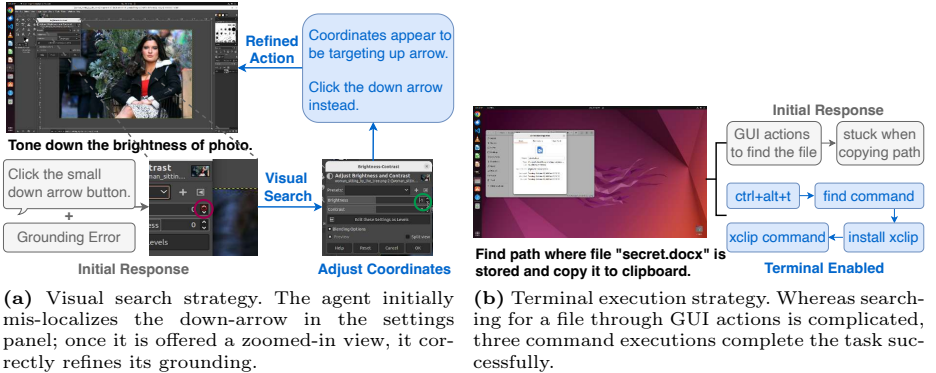 Refined
Action
Coordinates appear to
be targeting up arrow.
Click the down arrow
instead.
Tone down the brightness of photo.
Click the small
down arrow button.
+
Grounding Error
Initial Response
Visual
Search
Brightness-Contrast
Adjust Brightness and Contrast
Presets:
Brightness
Contrast
Edit these Settings as Levels
Blending Options
Preview
Split view
Help
Reset
Cancel
OK
Adjust Coordinates
(a) Visual search strategy. The agent initially
mis-localizes the down-arrow in the settings
panel; once it is offered a zoomed-in view, it cor-
rectly refines its grounding.
Initial Response
GUI actions
to find the file
stuck when
copying path
ctrl+alt+t
find command
xclip command
install xclip
Terminal Enabled
Find path where file "secret.docx" is
stored and copy it to clipboard.
(b) Terminal execution strategy. Whereas search-
ing for a file through GUI actions is complicated,
three command executions complete the task suc-
cessfully.